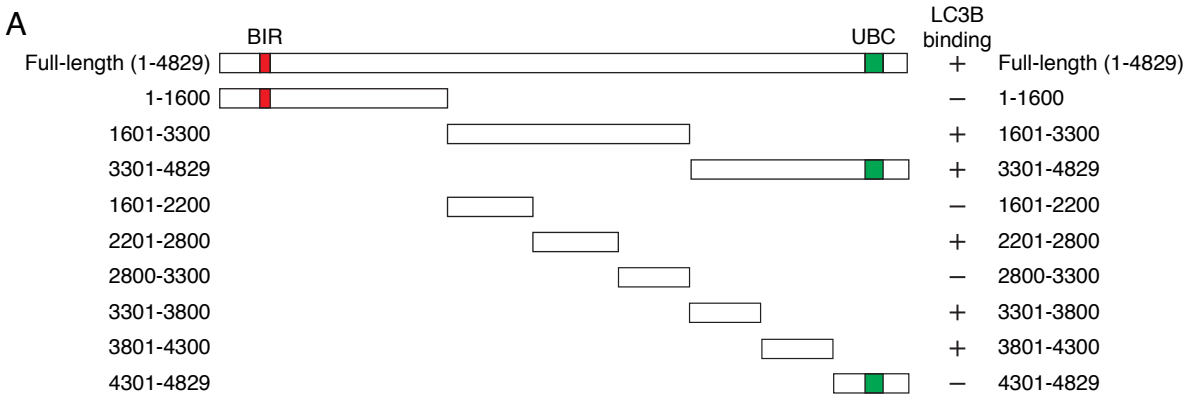 A
BIR
UBC
LC3B
binding
Full-length (1-4829) + Full-length (1-4829)
1-1600 − 1-1600
1601-3300 + 1601-3300
3301-4829 + 3301-4829
1601-2200 − 1601-2200
2201-2800 + 2201-2800
2800-3300 − 2800-3300
3301-3800 + 3301-3800
3801-4300 + 3801-4300
4301-4829 − 4301-4829